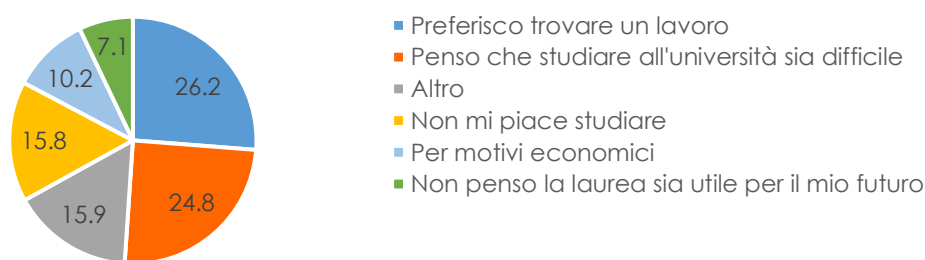 7.1
10.2
26.2
15.8
15.9
24.8
Preferisco trovare un lavoro
Penso che studiare all'università sia difficile
Altro
Non mi piace studiare
Per motivi economici
Non penso la laurea sia utile per il mio futuro